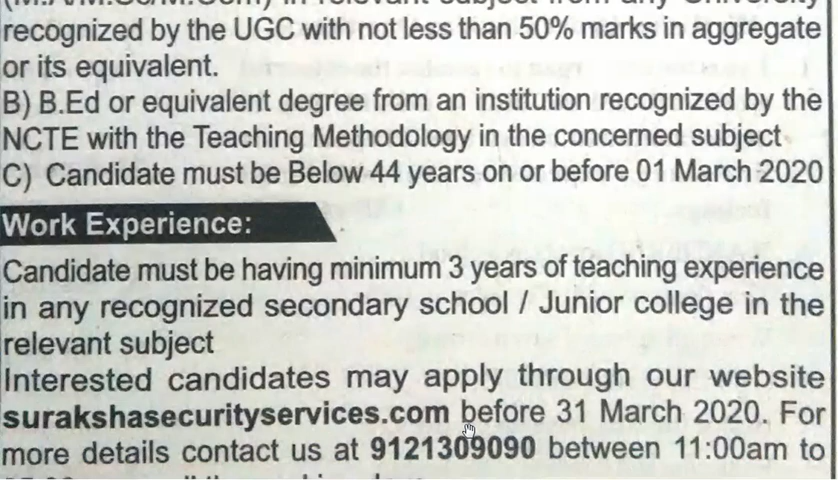 recognized by the UGC with not less than 50% marks in aggregate
or its equivalent.
B) B.Ed or equivalent degree from an institution recognized by the
NCTE with the Teaching Methodology in the concerned subject
C) Candidate must be Below 44 years on or before 01 March 2020
Work Experience:
Candidate must be having minimum 3 years of teaching experience
in any recognized secondary school / Junior college in the
relevant subject
Interested candidates may apply through our website
surakshasecurityservices.com before 31 March 2020. For
more details contact us at 9121309090 between 11:00am to